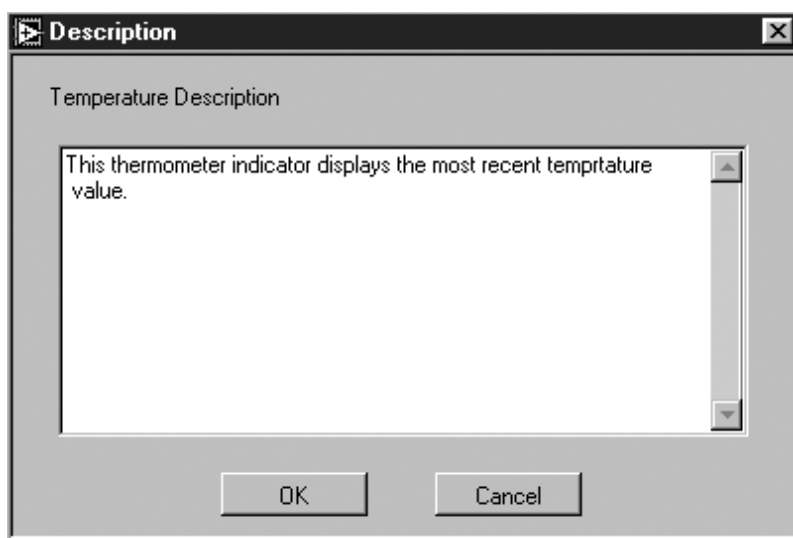 Description
Temperature Description
This thermometer indicator displays the most recent temprtature
value.
OK
Cancel